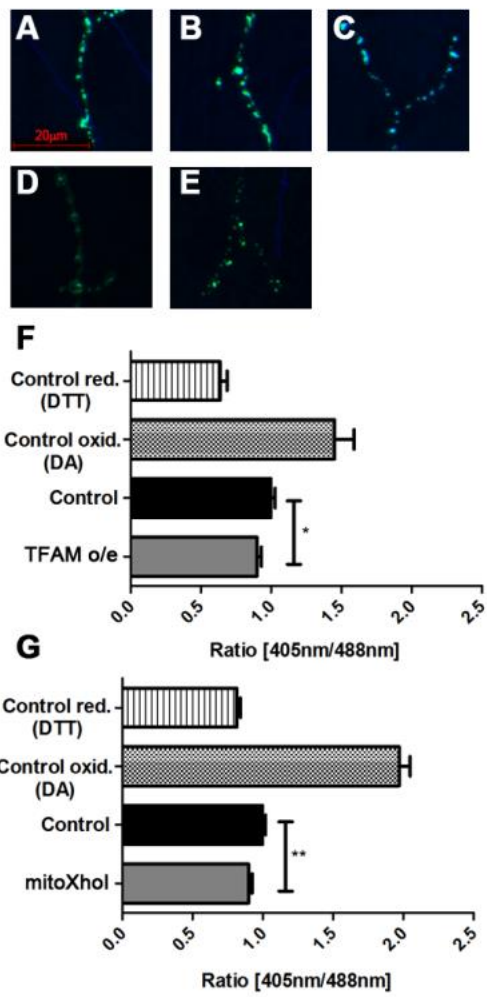 A
B
C
20µm
D
E
F
Control red.
(DTT)
Control oxid.
(DA)
Control
TFAM o/e
*
0.0 0.5 1.0 1.5 2.0 2.5
Ratio [405nm/488nm]
G
Control red.
(DTT)
Control oxid.
(DA)
Control
mitoXhoI
**
0.0 0.5 1.0 1.5 2.0 2.5
Ratio [405nm/488nm]